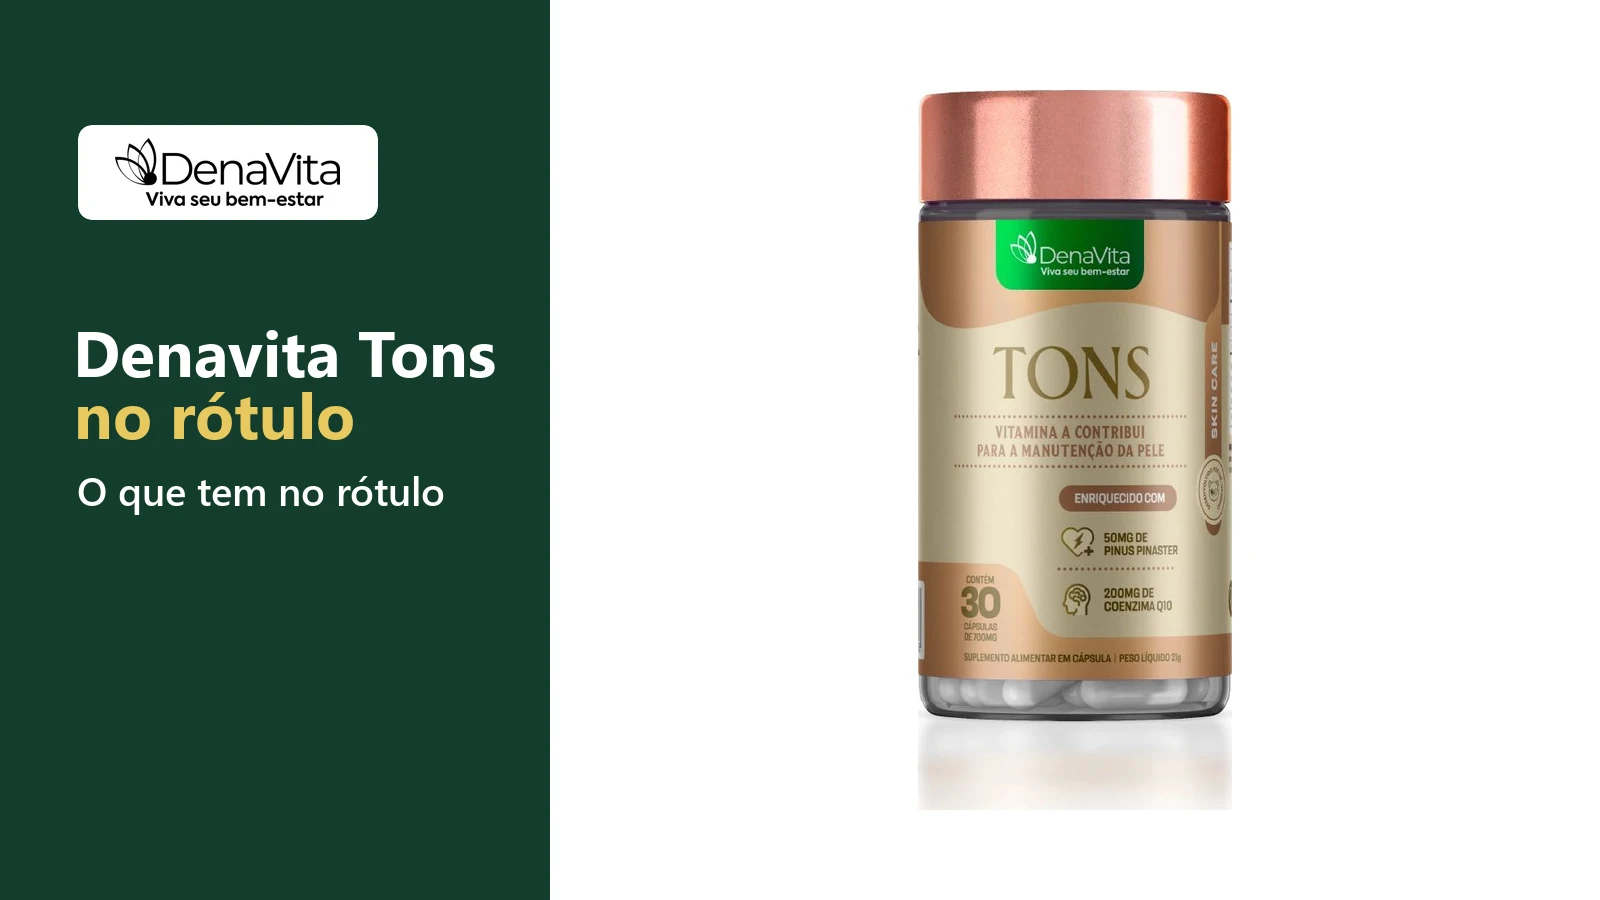 DenaVita
Viva seu bem-estar
Denavita Tons
no rótulo
O que tem no rótulo
DenaVita
Viva seu bem-estar
TONS
VITAMINA A CONTRIBUI
PARA A MANUTENÇÃO DA PELE
ENRIQUECIDO COM
50MG DE
PINUS PINASTER
200MG DE
COENZIMA Q10
CONTÉM
30
CÁPSULAS
DE 700MG
SUPLEMENTO ALIMENTAR EM CÁPSULA | PESO LÍQUIDO 21g
SKIN CARE